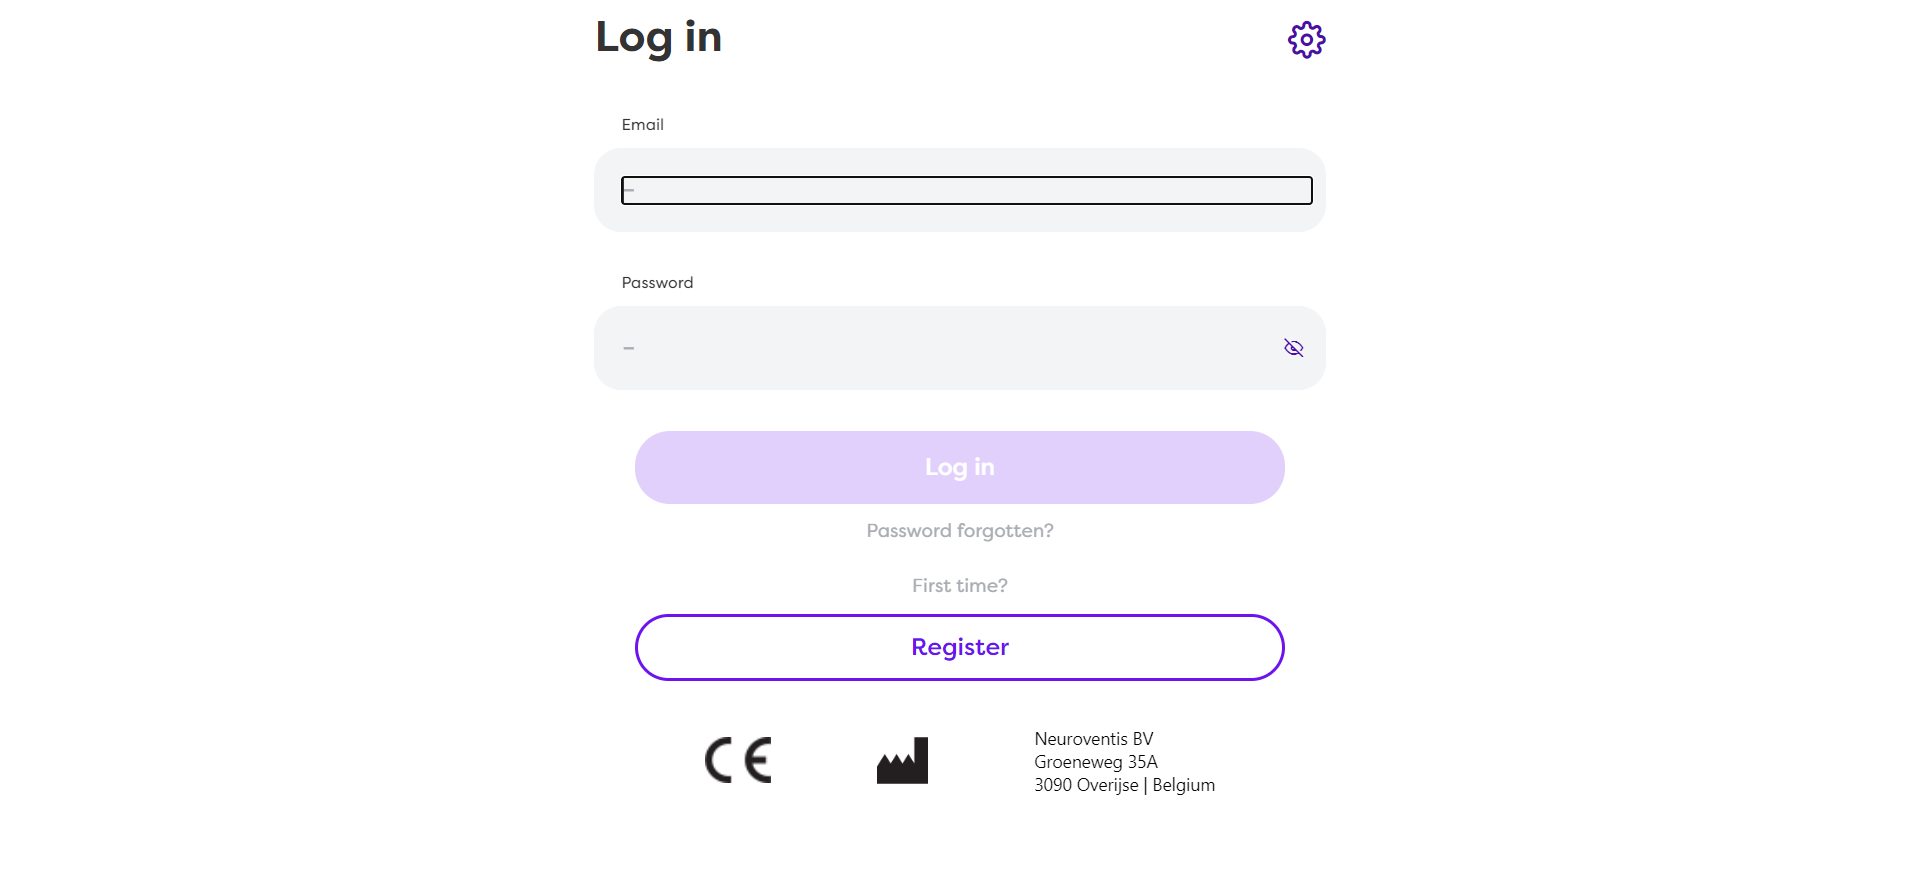 Log in
Email
–
Password
–
Log in
Password forgotten?
First time?
Register
CE
Neuroventis BV
Groeneweg 35A
3090 Overijse | Belgium